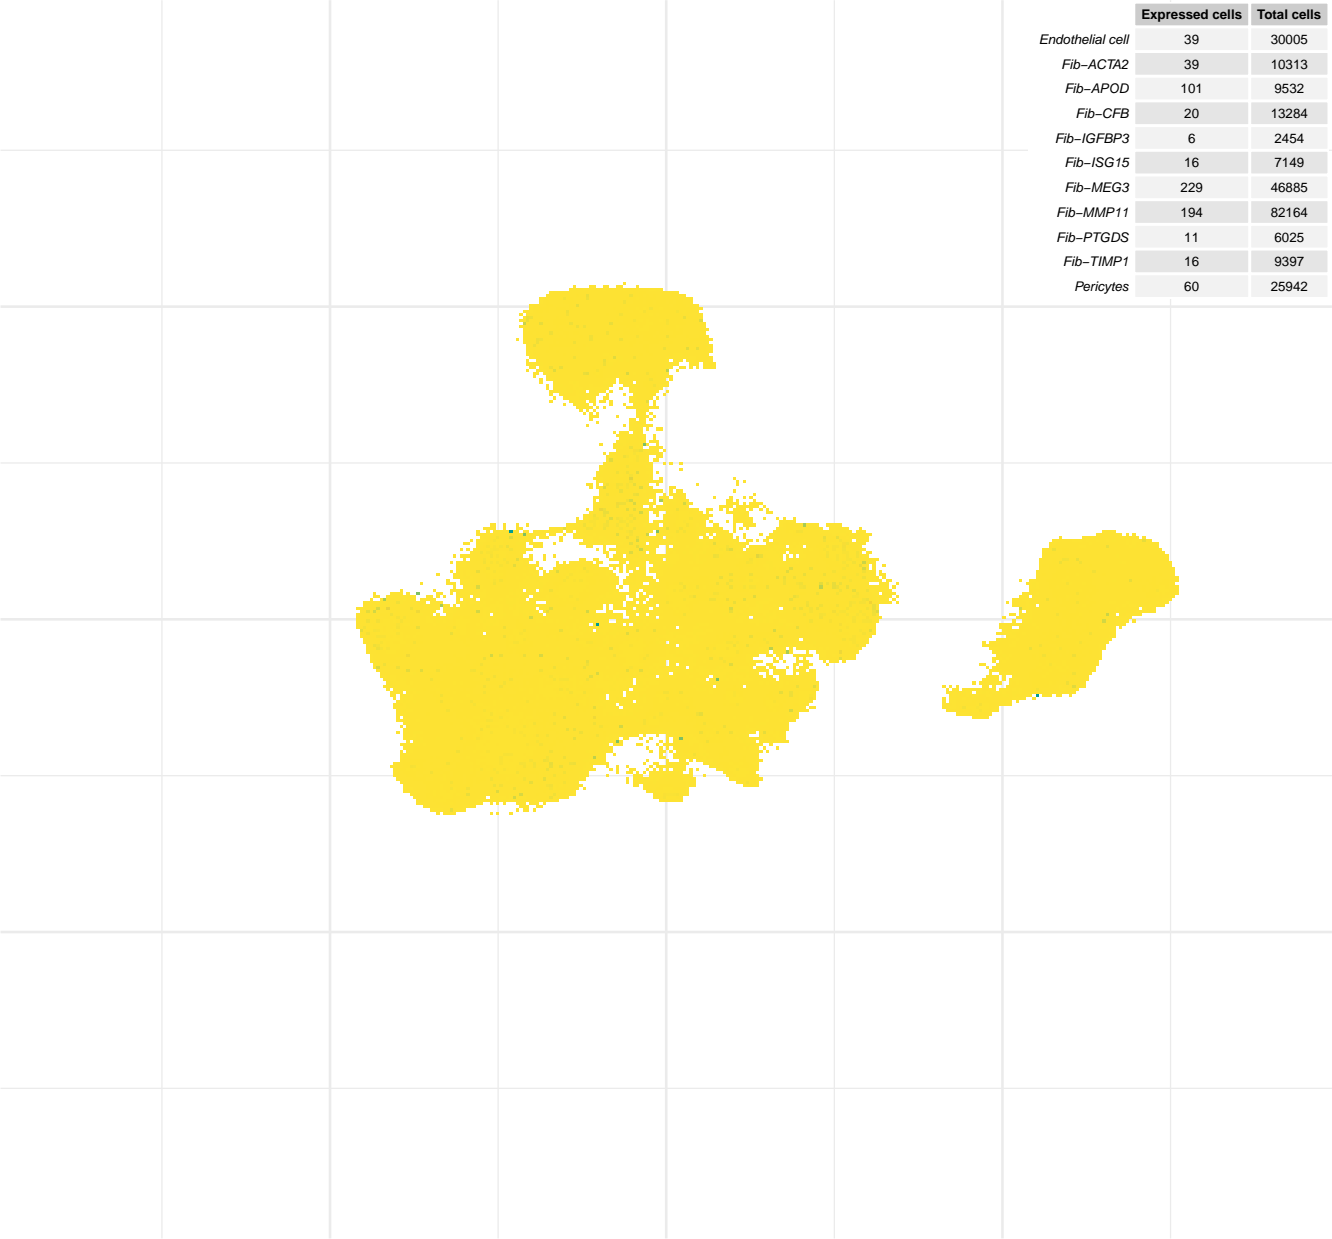 Expressed cells Total cells
Endothelial cell 39 30005
Fib−ACTA2 39 10313
Fib−APOD 101 9532
Fib−CFB 20 13284
Fib−IGFBP3 6 2454
Fib−ISG15 16 7149
Fib−MEG3 229 46885
Fib−MMP11 194 82164
Fib−PTGDS 11 6025
Fib−TIMP1 16 9397
Pericytes 60 25942